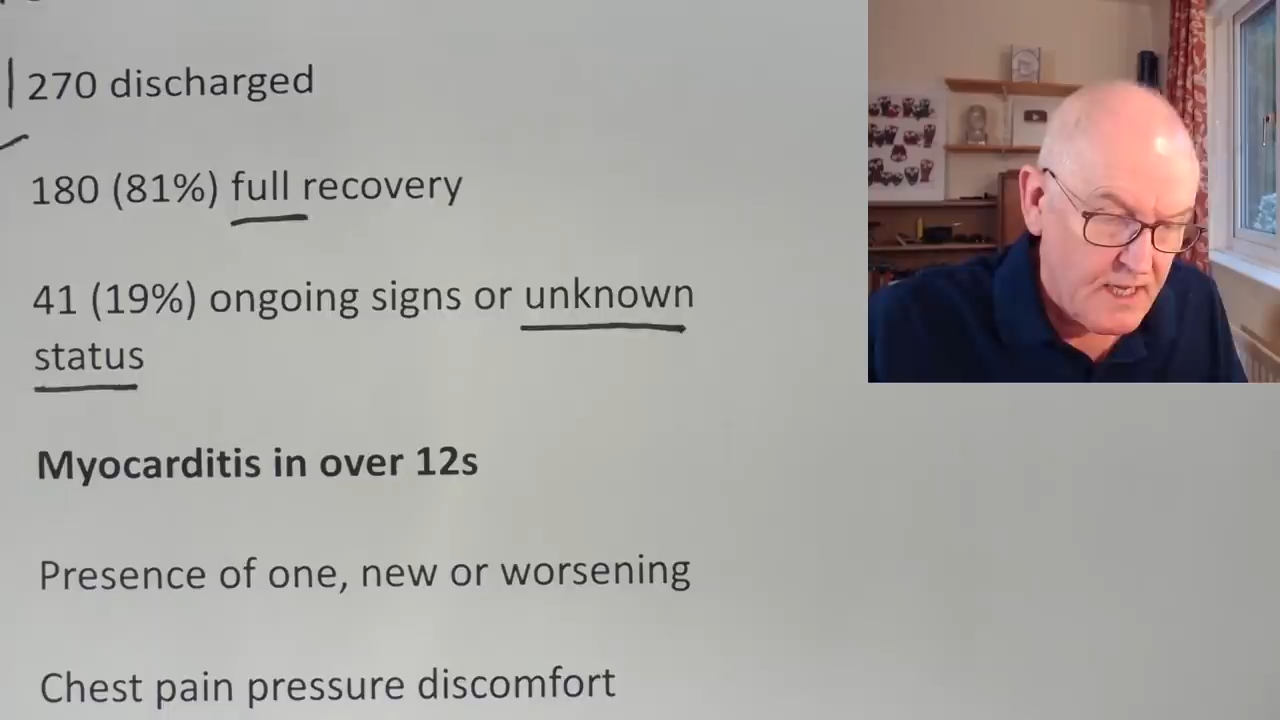 270 discharged
180 (81%) full recovery
41 (19%) ongoing signs or unknown
status
Myocarditis in over 12s
Presence of one, new or worsening
Chest pain pressure discomfort